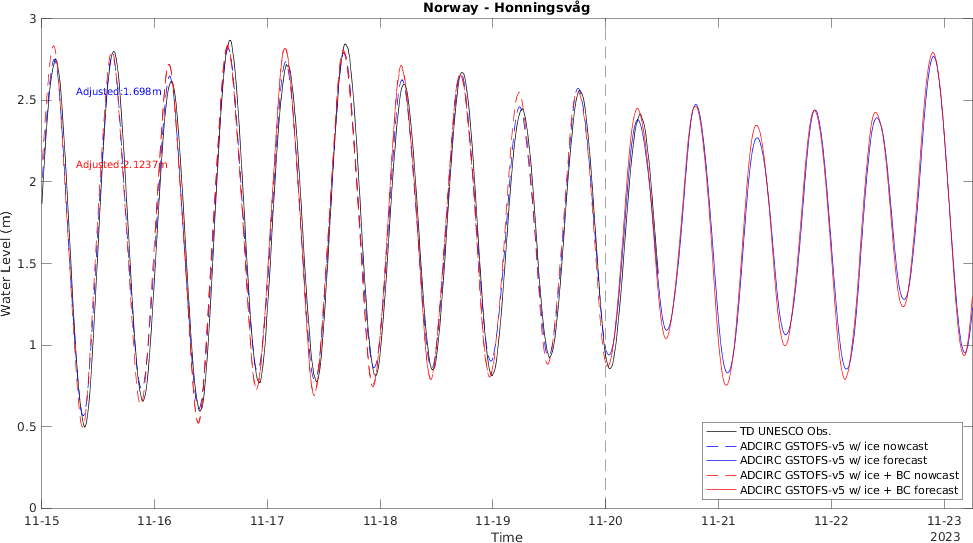 Norway - Honningsvåg
3
2.5
2
1.5
1
0.5
0
Water Level (m)
Adjusted:1.698m
Adjusted:2.1237m
TD UNESCO Obs.
ADCIRC GSTOFS-v5 w/ ice nowcast
ADCIRC GSTOFS-v5 w/ ice forecast
ADCIRC GSTOFS-v5 w/ ice + BC nowcast
ADCIRC GSTOFS-v5 w/ ice + BC forecast
11-15 11-16 11-17 11-18 11-19 11-20 11-21 11-22 11-23
2023
Time